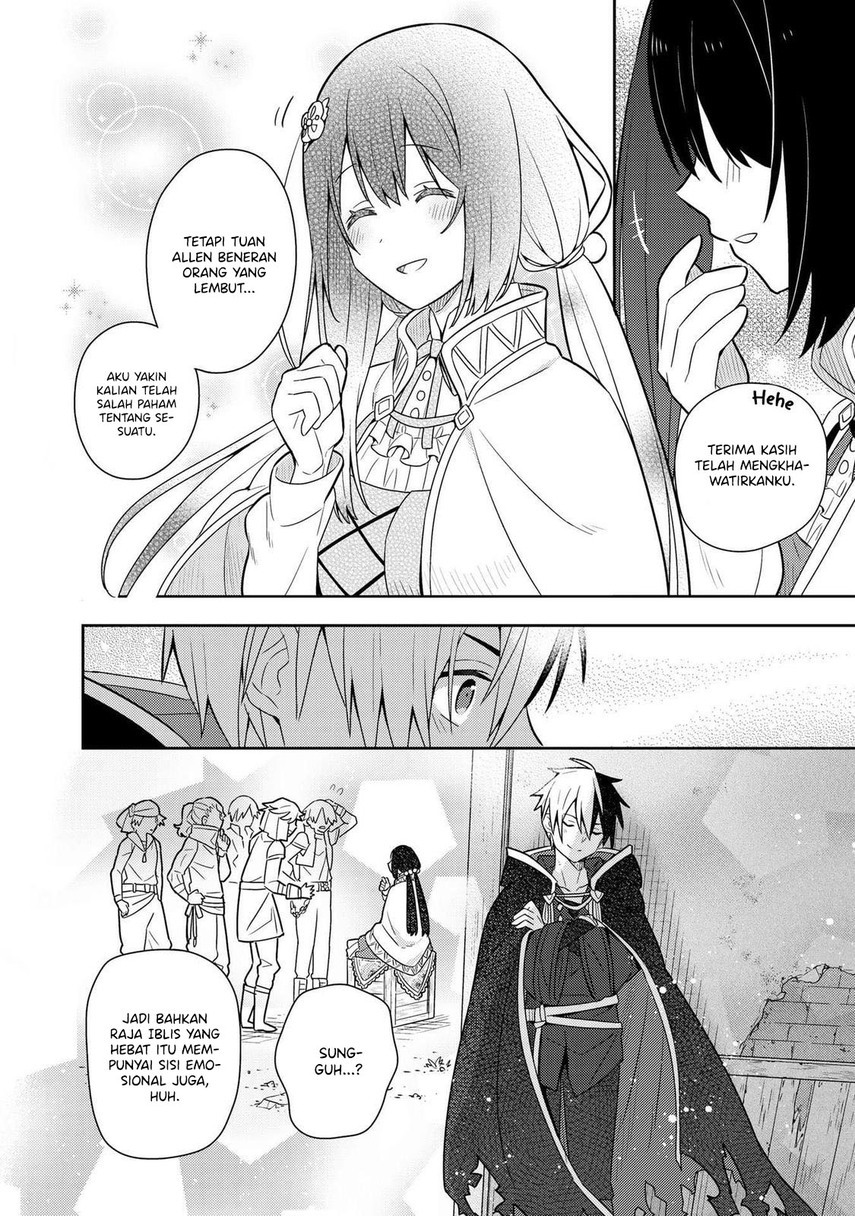 Hehe
TERIMA KASIH
TELAH MENGKHA-
WATIRKANKU.
TETAPI TUAN
ALLEN BENERAN
ORANG YANG
LEMBUT...
AKU YAKIN
KALIAN TELAH
SALAH PAHAM
TENTANG SE-
SUATU.
SUNG-
GUH...?
JADI BAHKAN
RAJA IBLIS YANG
HEBAT ITU MEM-
PUNYAI SISI EMO-
SIONAL JUGA,
HUH.